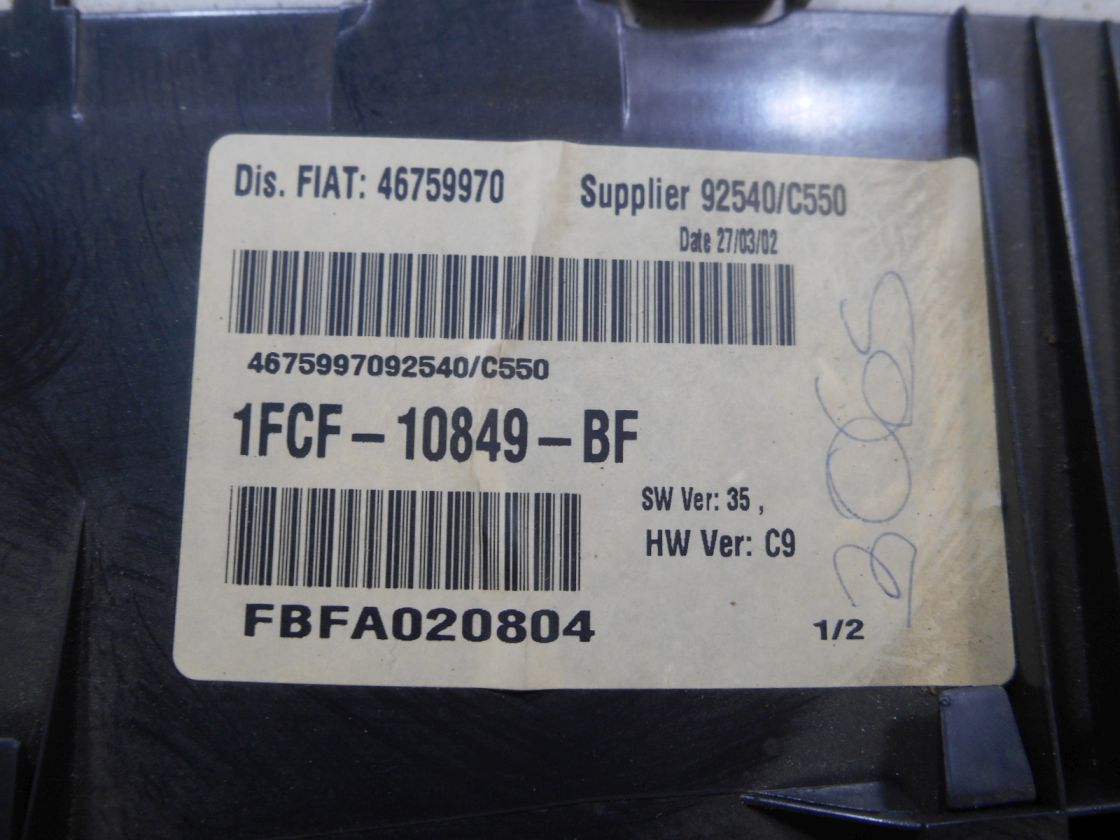 Dis. FIAT: 46759970
Supplier 92540/C550
Date 27/03/02
4675997092540/C550
1FCF-10849-BF
SW Ver: 35 ,
HW Ver: C9
FBFA020804
1/2